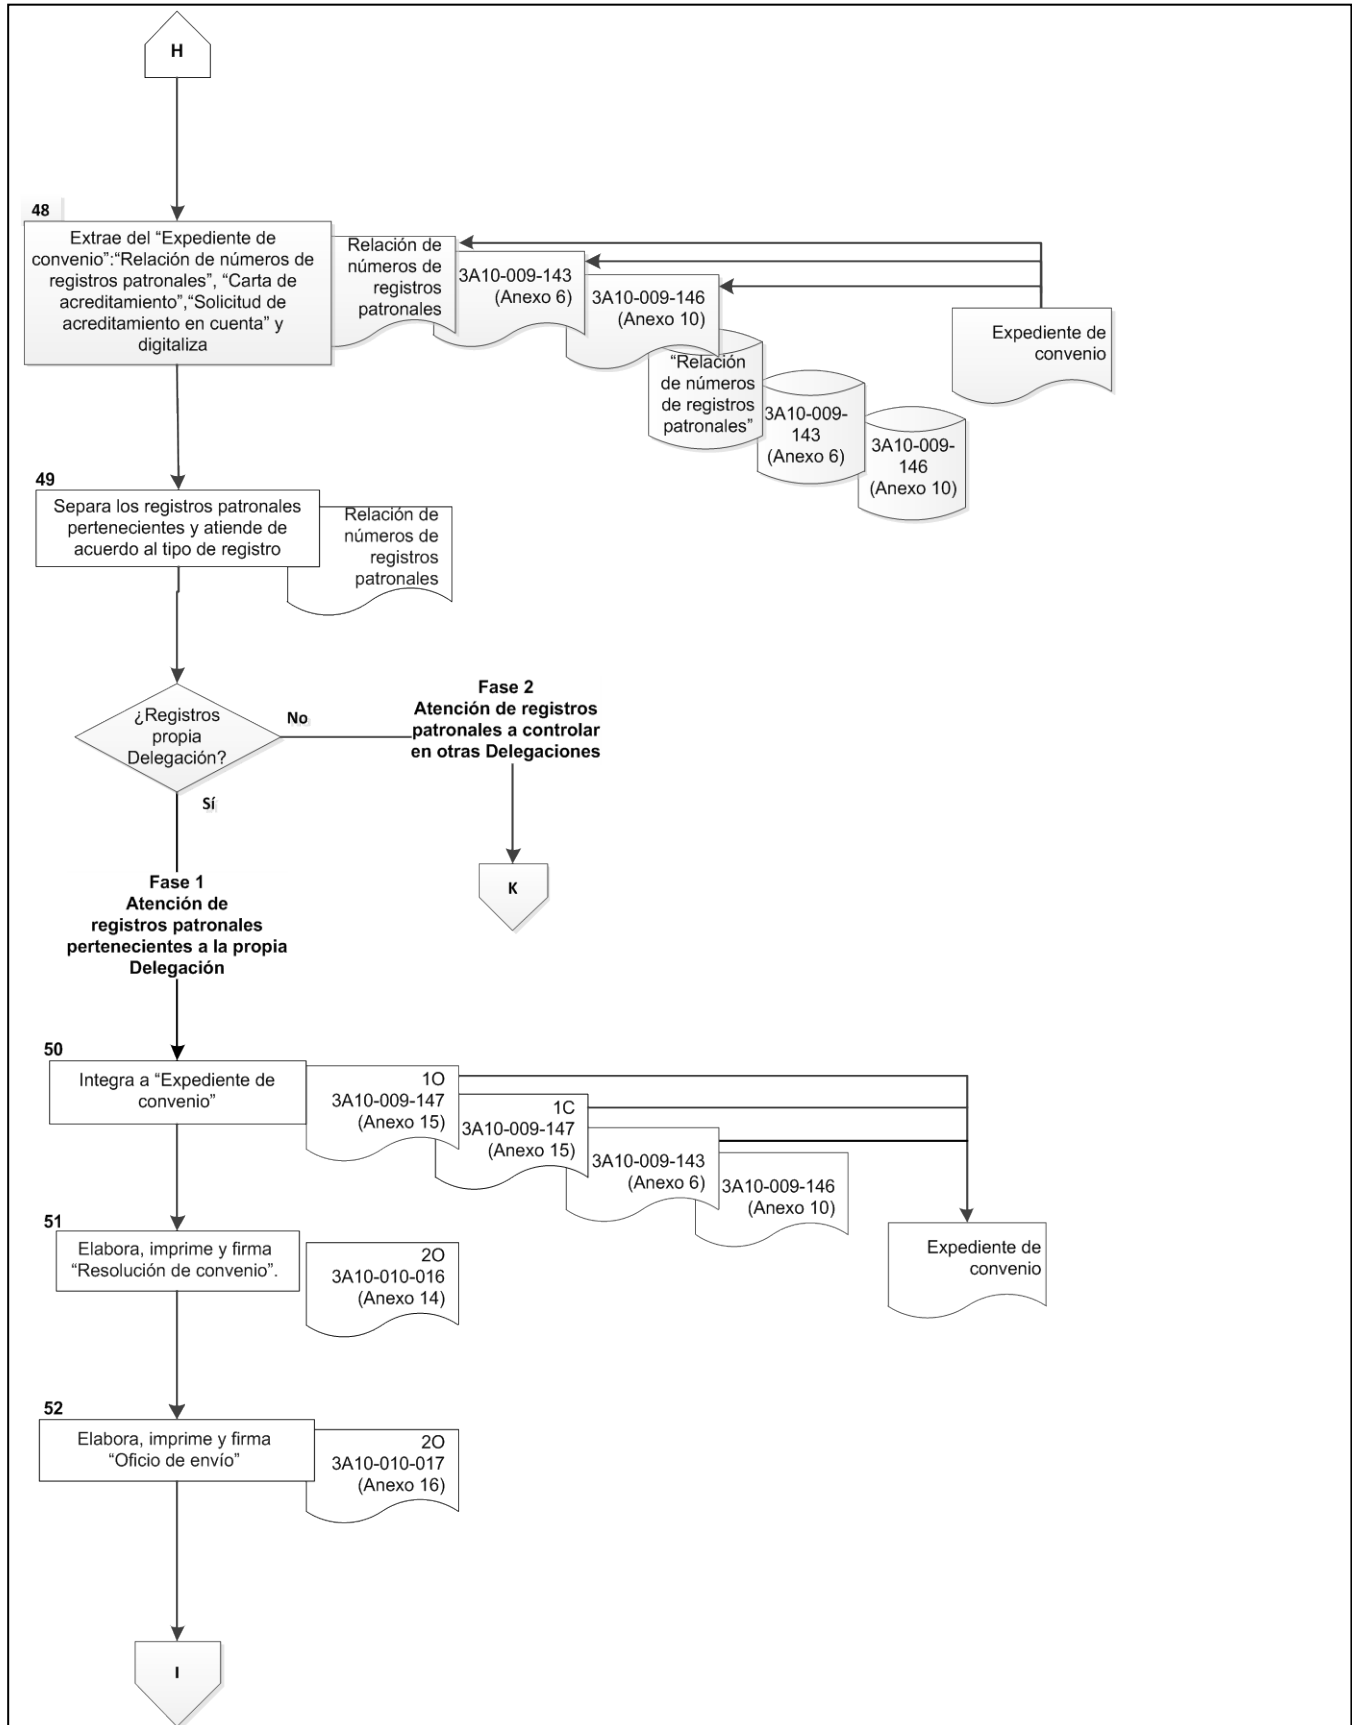 H
48
Extrae del “Expediente de
convenio”:“Relación de números de
registros patronales”, “Carta de
acreditamiento”,“Solicitud de
acreditamiento en cuenta” y
digitaliza
Relación de
números de
registros
patronales
3A10-009-143
(Anexo 6)
3A10-009-146
(Anexo 10)
Expediente de
convenio
“Relación
de números
de registros
patronales”
3A10-009-
143
(Anexo 6)
3A10-009-
146
(Anexo 10)
49
Separa los registros patronales
pertenecientes y atiende de
acuerdo al tipo de registro
Relación de
números de
registros
patronales
¿Registros
propia
Delegación?
No
Fase 2
Atención de registros
patronales a controlar
en otras Delegaciones
Sí
K
Fase 1
Atención de
registros patronales
pertenecientes a la propia
Delegación
50
Integra a “Expediente de
convenio”
1O
3A10-009-147
(Anexo 15)
1C
3A10-009-147
(Anexo 15)
3A10-009-143
(Anexo 6)
3A10-009-146
(Anexo 10)
Expediente de
convenio
51
Elabora, imprime y firma
“Resolución de convenio”.
2O
3A10-010-016
(Anexo 14)
52
Elabora, imprime y firma
“Oficio de envío”
2O
3A10-010-017
(Anexo 16)
I